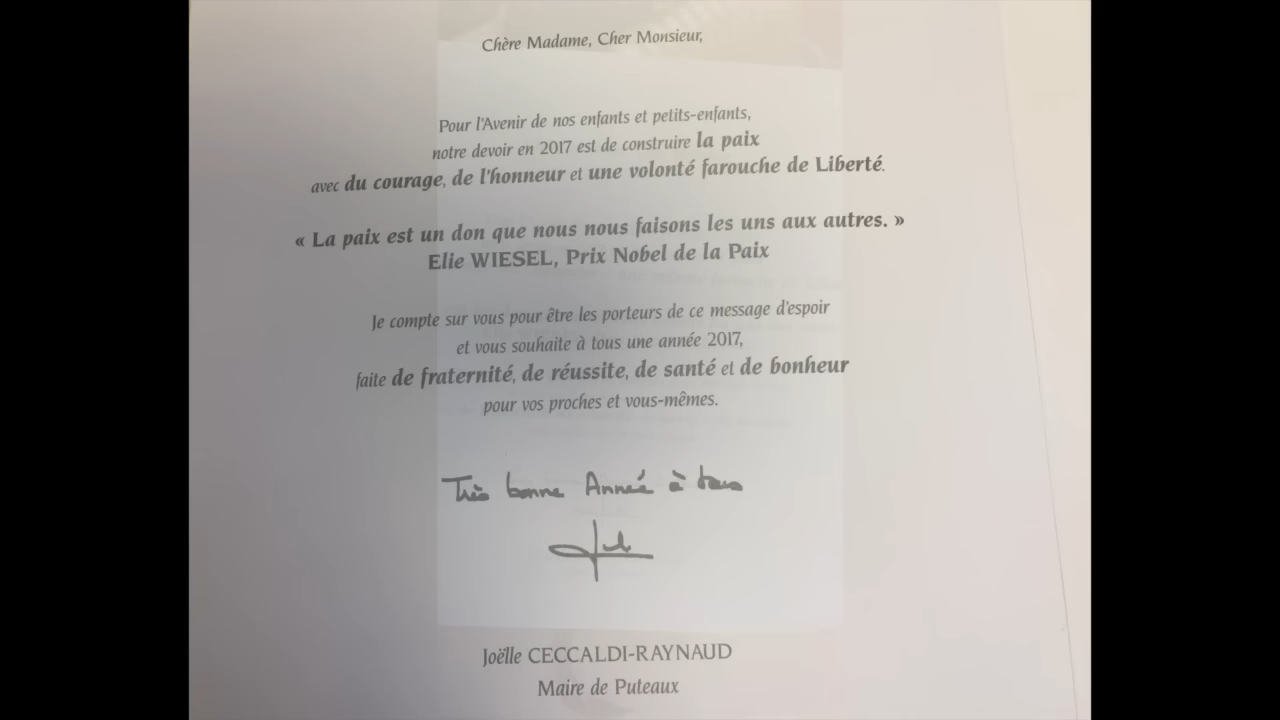 Chère Madame, Cher Monsieur,
Pour l'Avenir de nos enfants et petits-enfants,
notre devoir en 2017 est de construire la paix
avec du courage, de l'honneur et une volonté farouche de Liberté.
« La paix est un don que nous nous faisons les uns aux autres. »
Elie WIESEL, Prix Nobel de la Paix
Je compte sur vous pour être les porteurs de ce message d'espoir
et vous souhaite à tous une année 2017,
faite de fraternité, de réussite, de santé et de bonheur
pour vos proches et vous-mêmes.
Très bonne Année à tous
Joëlle CECCALDI-RAYNAUD
Maire de Puteaux